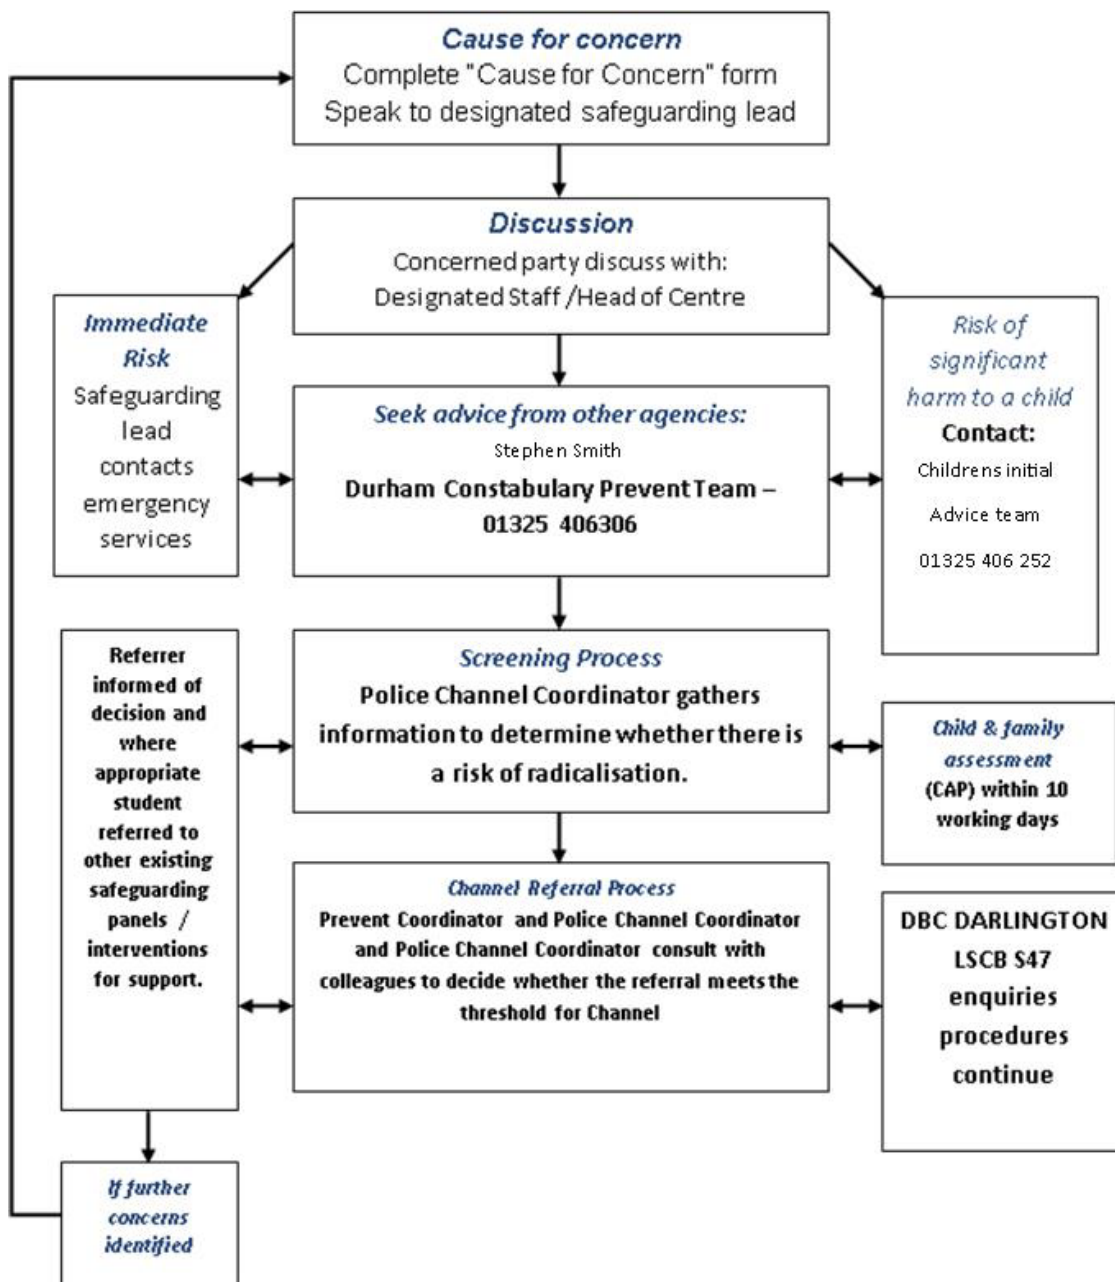 Cause for concern
Complete "Cause for Concern" form
Speak to designated safeguarding lead
Discussion
Concerned party discuss with:
Designated Staff /Head of Centre
Immediate
Risk
Safeguarding
lead
contacts
emergency
services
Seek advice from other agencies:
Stephen Smith
Durham Constabulary Prevent Team –
01325 406306
Risk of
significant
harm to a child
Contact:
Childrens initial
Advice team
01325 406 252
Referrer
informed of
decision and
where
appropriate
student
referred to
other existing
safeguarding
panels /
interventions
for support.
Screening Process
Police Channel Coordinator gathers
information to determine whether there is
a risk of radicalisation.
Child & family
assessment
(CAP) within 10
working days
Channel Referral Process
Prevent Coordinator and Police Channel Coordinator
and Police Channel Coordinator consult with
colleagues to decide whether the referral meets the
threshold for Channel
DBC DARLINGTON
LSCB S47
enquiries
procedures
continue
If further
concerns
identified